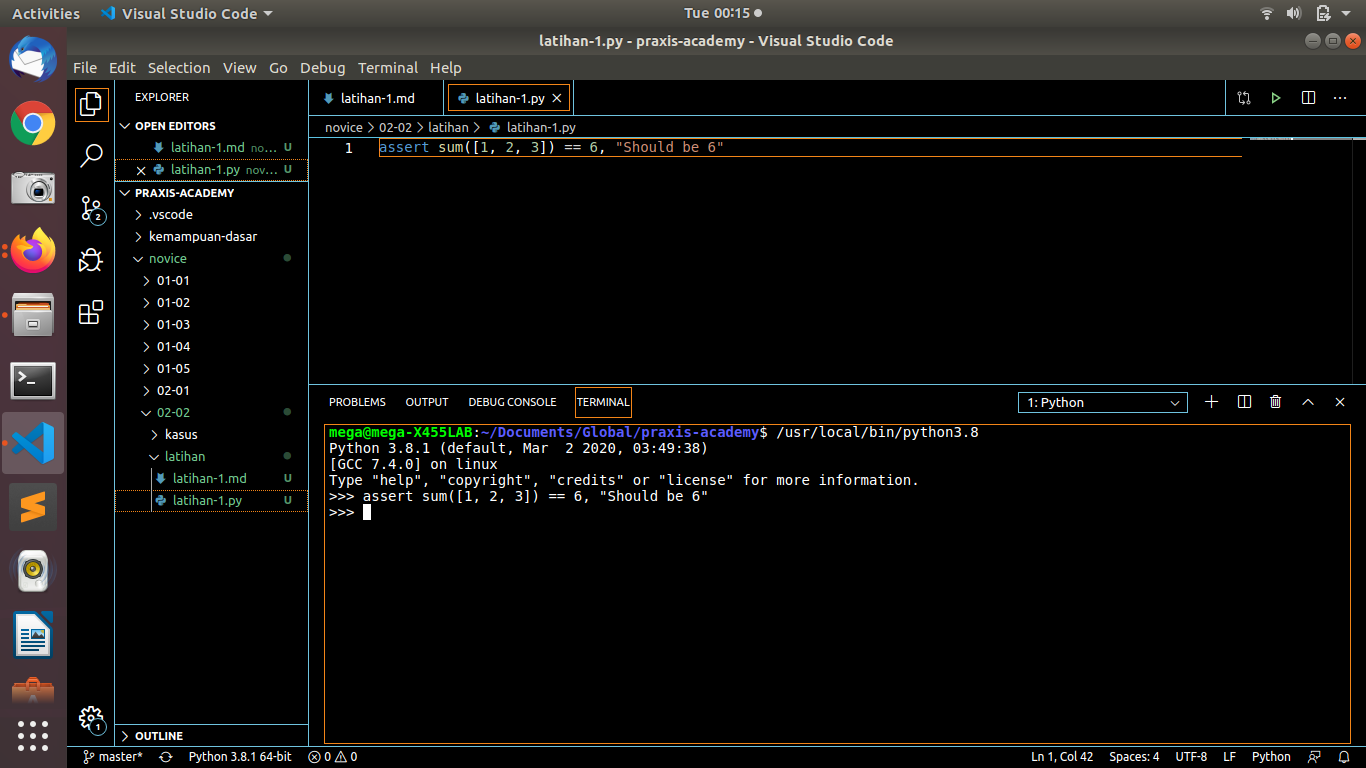 Activities Visual Studio Code Tue 00:15
latihan-1.py - praxis-academy - Visual Studio Code
File Edit Selection View Go Debug Terminal Help
EXPLORER
OPEN EDITORS
latihan-1.md no... U
latihan-1.py nov... U
PRAXIS-ACADEMY
.vscode
kemampuan-dasar
novice
01-01
01-02
01-03
01-04
01-05
02-01
02-02
kasus
latihan
latihan-1.md U
latihan-1.py U
OUTLINE
2
1
latihan-1.md latihan-1.py
novice > 02-02 > latihan > latihan-1.py
1 assert sum([1, 2, 3]) == 6, "Should be 6"
PROBLEMS OUTPUT DEBUG CONSOLE TERMINAL 1: Python
mega@mega-X455LAB:~/Documents/Global/praxis-academy$ /usr/local/bin/python3.8
Python 3.8.1 (default, Mar  2 2020, 03:49:38)
[GCC 7.4.0] on linux
Type "help", "copyright", "credits" or "license" for more information.
>>> assert sum([1, 2, 3]) == 6, "Should be 6"
>>>
master* Python 3.8.1 64-bit 0 0 Ln 1, Col 42 Spaces: 4 UTF-8 LF Python